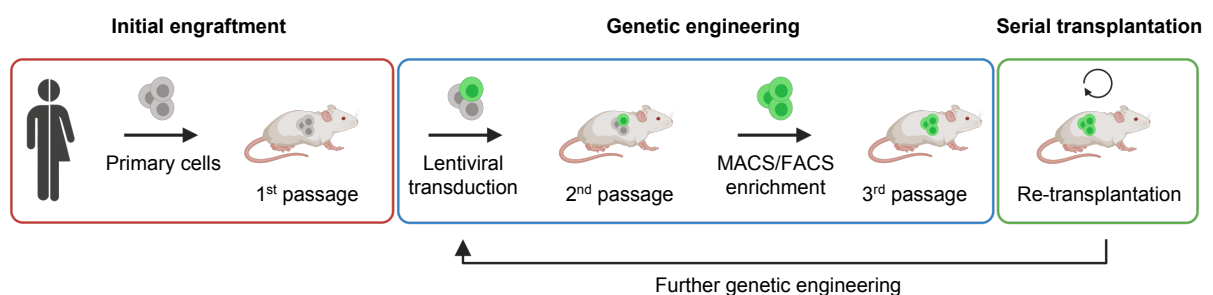 Initial engraftment
Genetic engineering
Serial transplantation
Primary cells
1st passage
Lentiviral
transduction
2nd passage
MACS/FACS
enrichment
3rd passage
Re-transplantation
Further genetic engineering